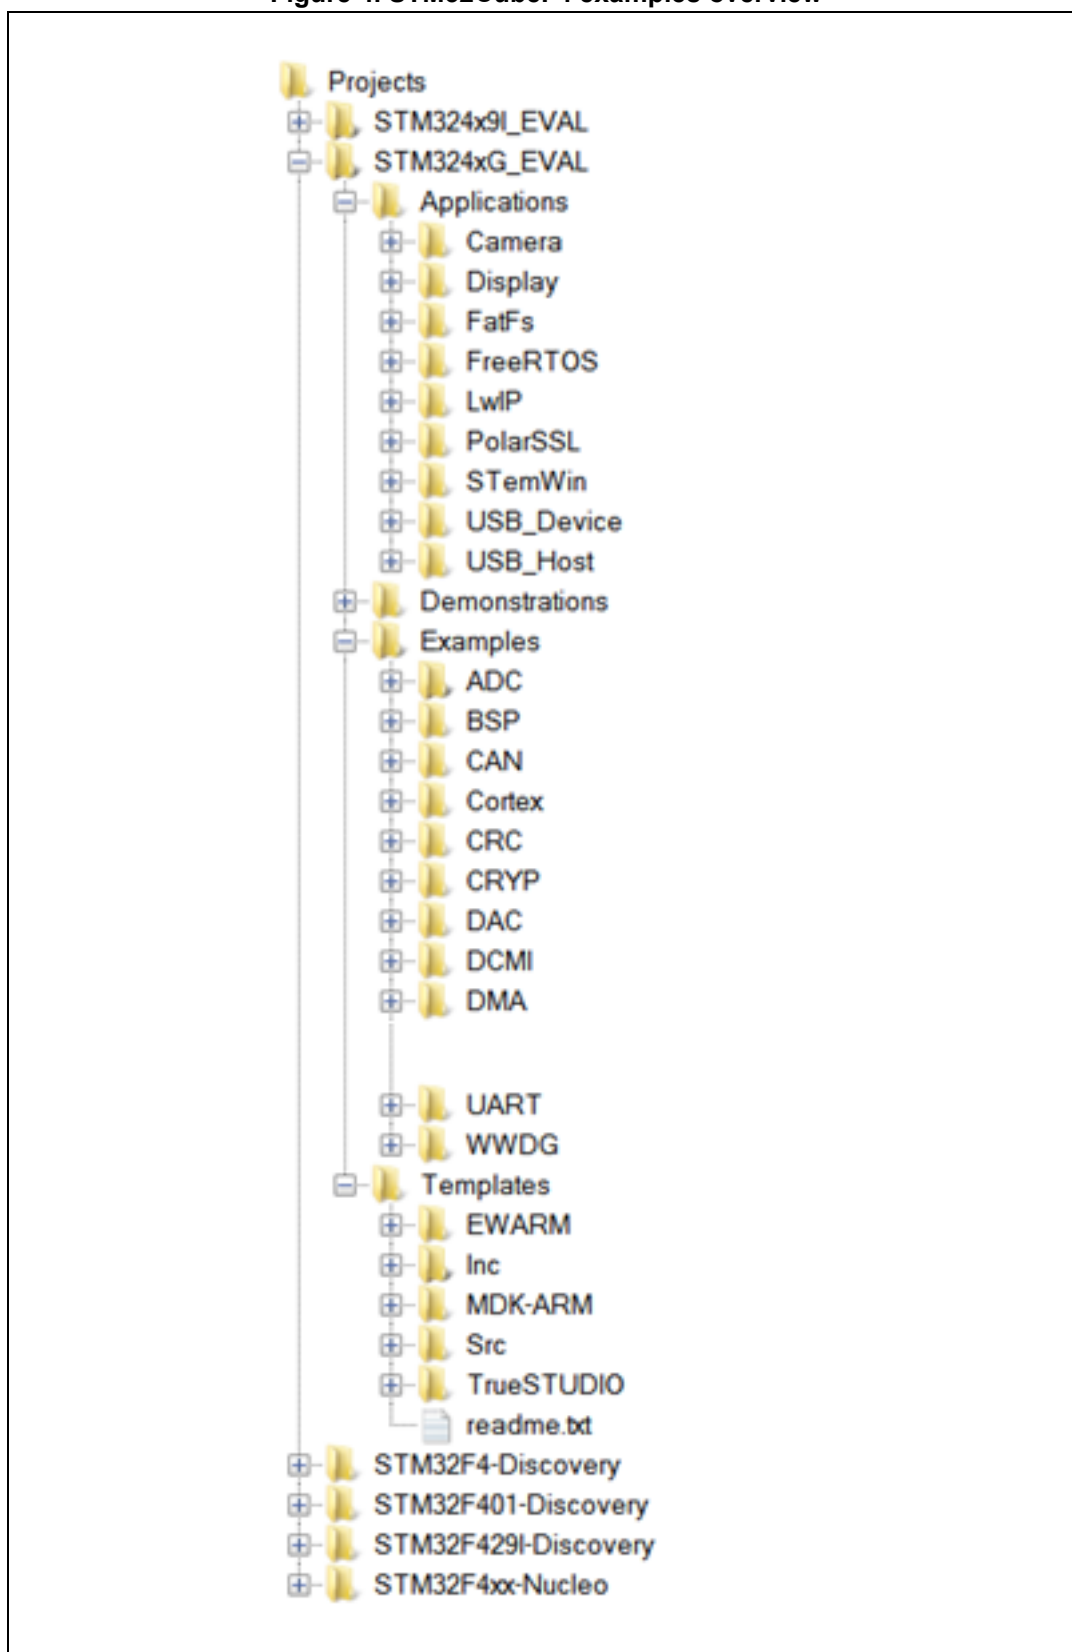 Projects
STM324x9I_EVAL
STM324xG_EVAL
Applications
Camera
Display
FatFs
FreeRTOS
LwIP
PolarSSL
STemWin
USB_Device
USB_Host
Demonstrations
Examples
ADC
BSP
CAN
Cortex
CRC
CRYP
DAC
DCMI
DMA
UART
WWDG
Templates
EWARM
Inc
MDK-ARM
Src
TrueSTUDIO
readme.txt
STM32F4-Discovery
STM32F401-Discovery
STM32F429I-Discovery
STM32F4xx-Nucleo